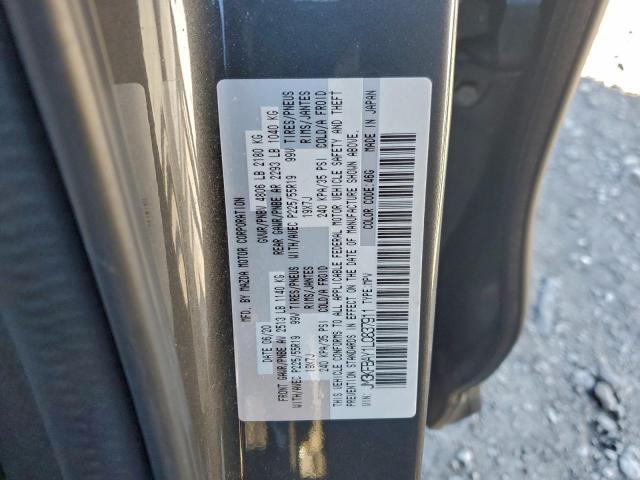 MFG. BY MAZDA MOTOR CORPORATION
DATE 06/20 GVWR/PNBV 4806 LB 2180 KG
FRONT GAWR/PNBE AV 2513 LB 1140 KG REAR GAWR/PNBE AR 2293 LB 1040 KG
WITH/AVEC P225/55R19 99V TIRES/PNEUS WITH/AVEC P225/55R19 99V TIRES/PNEUS
19X7J RIMS/JANTES 19X7J RIMS/JANTES
240 KPA/35 PSI COLD/A FROID 240 KPA/35 PSI COLD/A FROID
THIS VEHICLE CONFORMS TO ALL APPLICABLE FEDERAL MOTOR VEHICLE SAFETY AND THEFT
PREVENTION STANDARDS IN EFFECT ON THE DATE OF MANUFACTURE SHOWN ABOVE.
JM3KFBAY1L0837511 TYPE:MPV COLOR CODE:46G MADE IN JAPAN